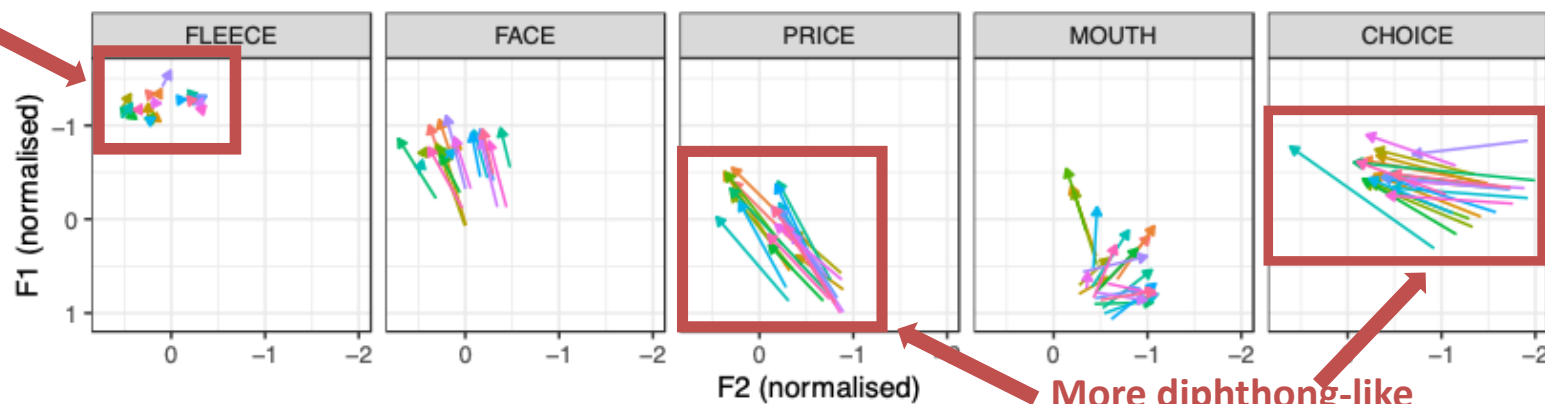 FLEECE FACE PRICE MOUTH CHOICE
F1 (normalised)
−1
0
1
0 −1 −2 0 −1 −2 0 −1 0 −1 −2 −1 −2
F2 (normalised)
More diphthong-like